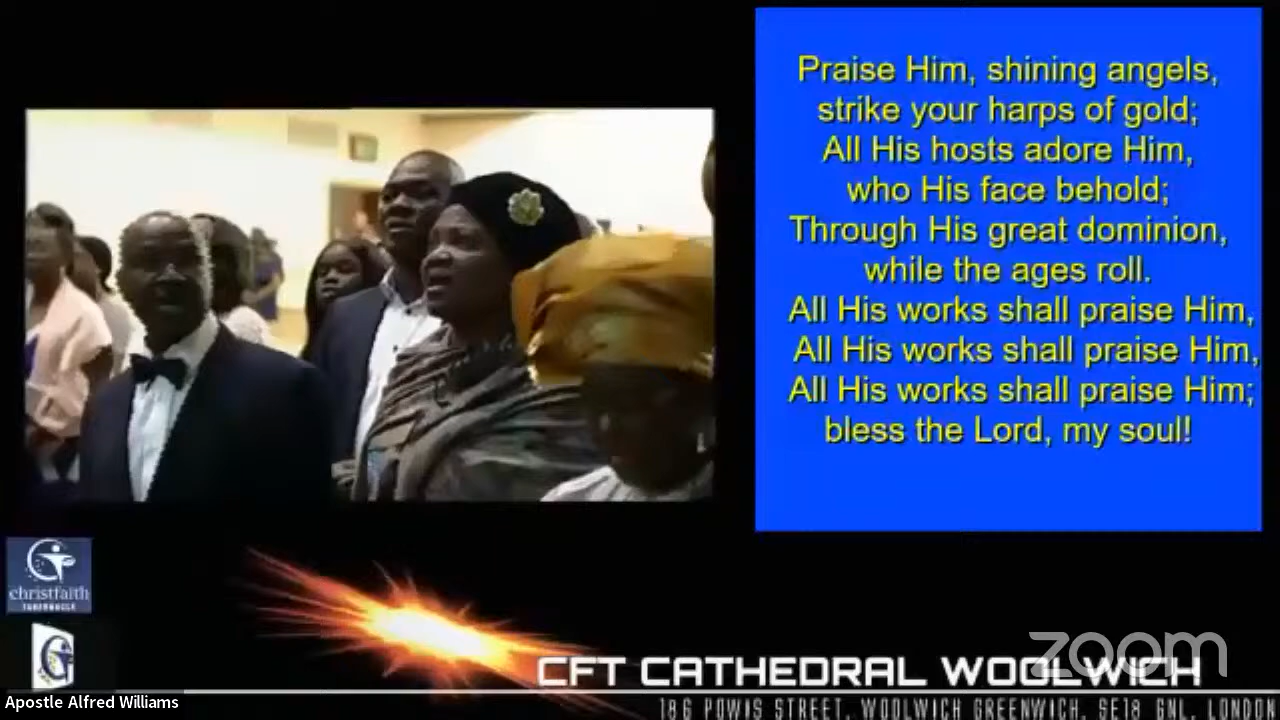 Praise Him, shining angels,
strike your harps of gold;
All His hosts adore Him,
who His face behold;
Through His great dominion,
while the ages roll.
All His works shall praise Him,
All His works shall praise Him,
All His works shall praise Him;
bless the Lord, my soul!
christfaith
TABERNACLE
CFT CATHEDRAL WOOLWICH
zoom
Apostle Alfred Williams
186 POWIS STREET, WOOLWICH GREENWICH, SE18 6NL, LONDON